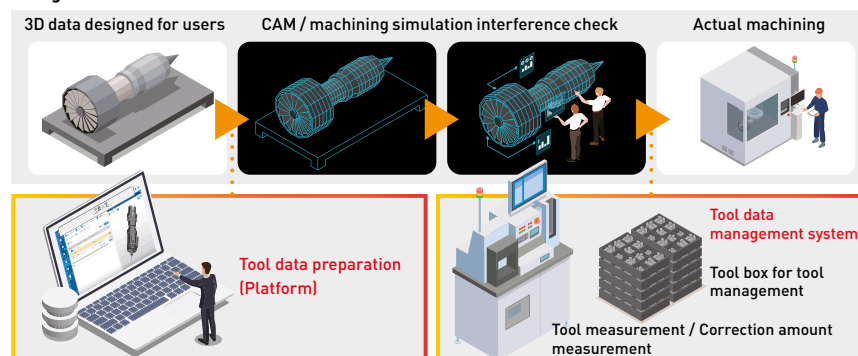 3D data designed for users
CAM / machining simulation interference check
Actual machining
Tool data preparation
(Platform)
Tool data
management system
Tool box for tool
management
Tool measurement / Correction amount
measurement